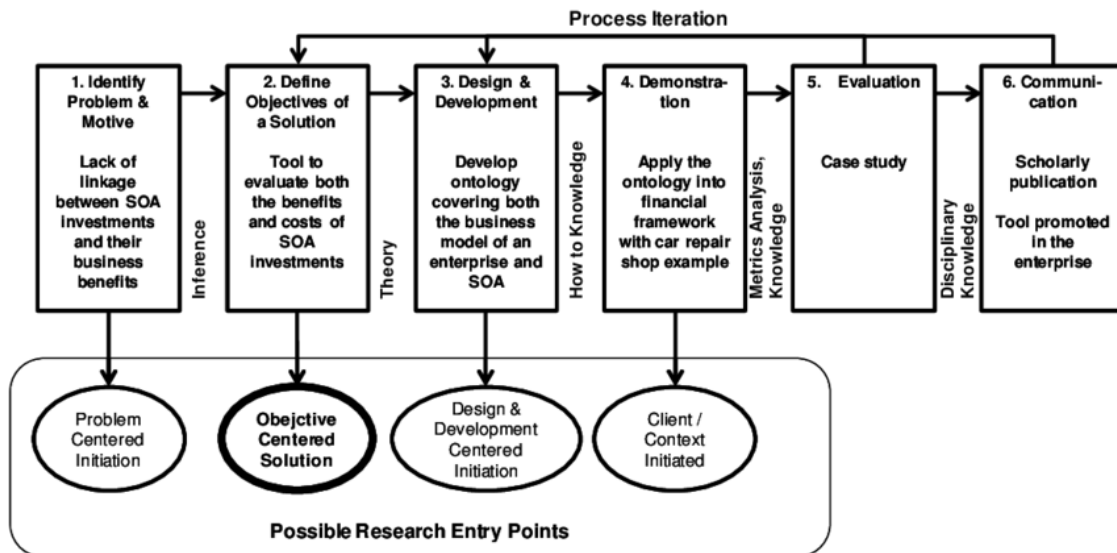 Process Iteration
1. Identify
Problem &
Motive
Lack of
linkage
between SOA
investments
and their
business
benefits
Inference
2. Define
Objectives of
a Solution
Tool to
evaluate both
the benefits
and costs of
SOA
investments
Theory
3. Design &
Development
Develop
ontology
covering both
the business
model of an
enterprise and
SOA
How to Knowledge
4. Demonstra-
tion
Apply the
ontology into
financial
framework
with car repair
shop example
Metrics Analysis,
Knowledge
5. Evaluation
Case study
Disciplinary
Knowledge
6. Communi-
cation
Scholarly
publication
Tool promoted
in the
enterprise
Problem
Centered
Initiation
Obejctive
Centered
Solution
Design &
Development
Centered
Initiation
Client /
Context
Initiated
Possible Research Entry Points